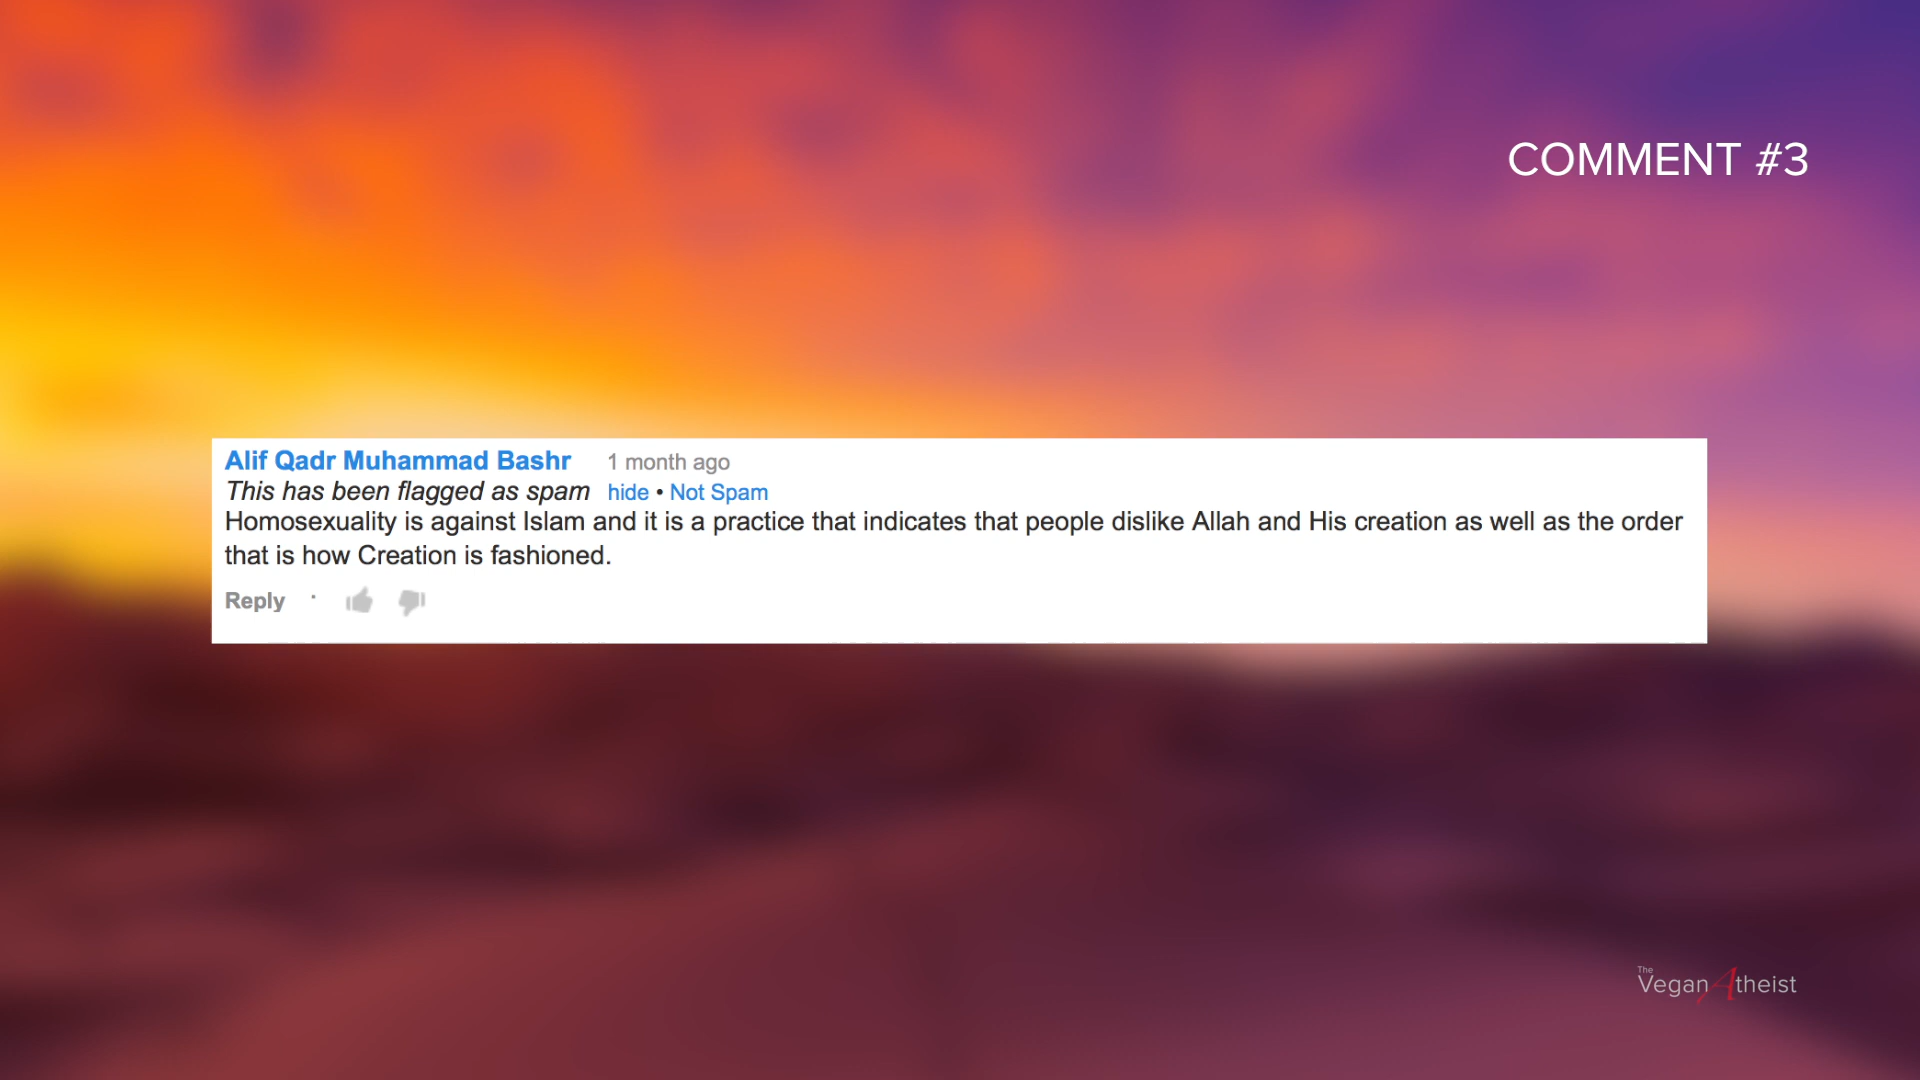 COMMENT #3
Alif Qadr Muhammad Bashr 1 month ago
This has been flagged as spam hide • Not Spam
Homosexuality is against Islam and it is a practice that indicates that people dislike Allah and His creation as well as the order
that is how Creation is fashioned.
Reply ·
The Vegan Atheist